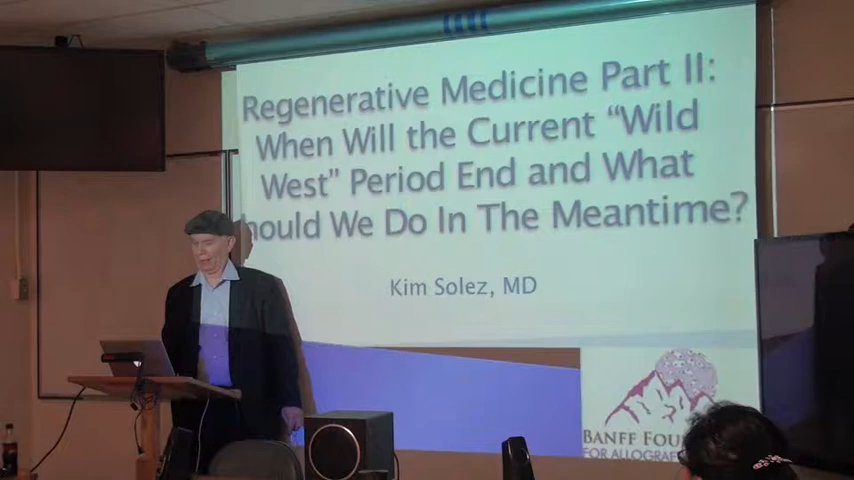 Regenerative Medicine Part II:
When Will the Current “Wild
West” Period End and What
hould We Do In The Meantime?
Kim Solez, MD
BANFF FOU
FOR ALLOGRA